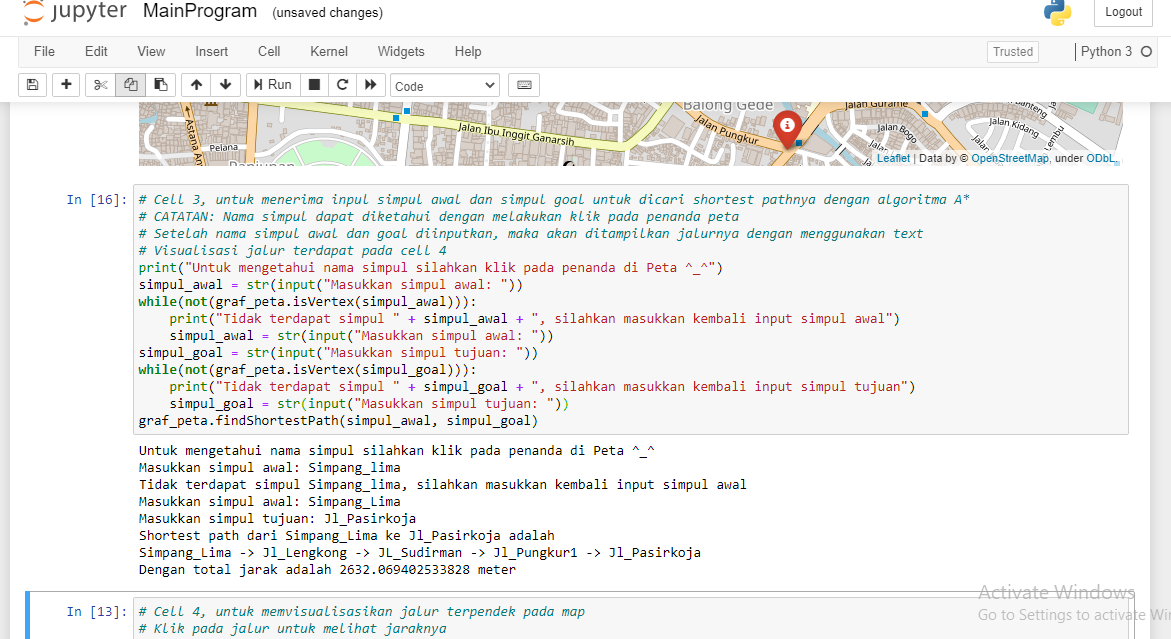 jupyter MainProgram (unsaved changes) Logout
File Edit View Insert Cell Kernel Widgets Help Trusted Python 3
Run Code
Balong Gede Jalan Gurame
Jalan Ibu Inggit Ganarsih Jalan Pungkur Jalan Bogo Jalan Kidang
Pelana
Leaflet | Data by © OpenStreetMap, under ODbL.
In [16]: # Cell 3, untuk menerima inpul simpul awal dan simpul goal untuk dicari shortest pathnya dengan algoritma A*
# CATATAN: Nama simpul dapat diketahui dengan melakukan klik pada penanda peta
# Setelah nama simpul awal dan goal diinputkan, maka akan ditampilkan jalurnya dengan menggunakan text
# Visualisasi jalur terdapat pada cell 4
print("Untuk mengetahui nama simpul silahkan klik pada penanda di Peta ^_^")
simpul_awal = str(input("Masukkan simpul awal: "))
while(not(graf_peta.isVertex(simpul_awal))):
    print("Tidak terdapat simpul " + simpul_awal + ", silahkan masukkan kembali input simpul awal")
    simpul_awal = str(input("Masukkan simpul awal: "))
simpul_goal = str(input("Masukkan simpul tujuan: "))
while(not(graf_peta.isVertex(simpul_goal))):
    print("Tidak terdapat simpul " + simpul_goal + ", silahkan masukkan kembali input simpul tujuan")
    simpul_goal = str(input("Masukkan simpul tujuan: "))
graf_peta.findShortestPath(simpul_awal, simpul_goal)
Untuk mengetahui nama simpul silahkan klik pada penanda di Peta ^_^
Masukkan simpul awal: Simpang_lima
Tidak terdapat simpul Simpang_lima, silahkan masukkan kembali input simpul awal
Masukkan simpul awal: Simpang_Lima
Masukkan simpul tujuan: Jl_Pasirkoja
Shortest path dari Simpang_Lima ke Jl_Pasirkoja adalah
Simpang_Lima -> Jl_Lengkong -> JL_Sudirman -> Jl_Pungkur1 -> Jl_Pasirkoja
Dengan total jarak adalah 2632.069402533828 meter
Activate Windows
In [13]: # Cell 4, untuk memvisualisasikan jalur terpendek pada map
Go to Settings to activate Wi
# Klik pada jalur untuk melihat jaraknya